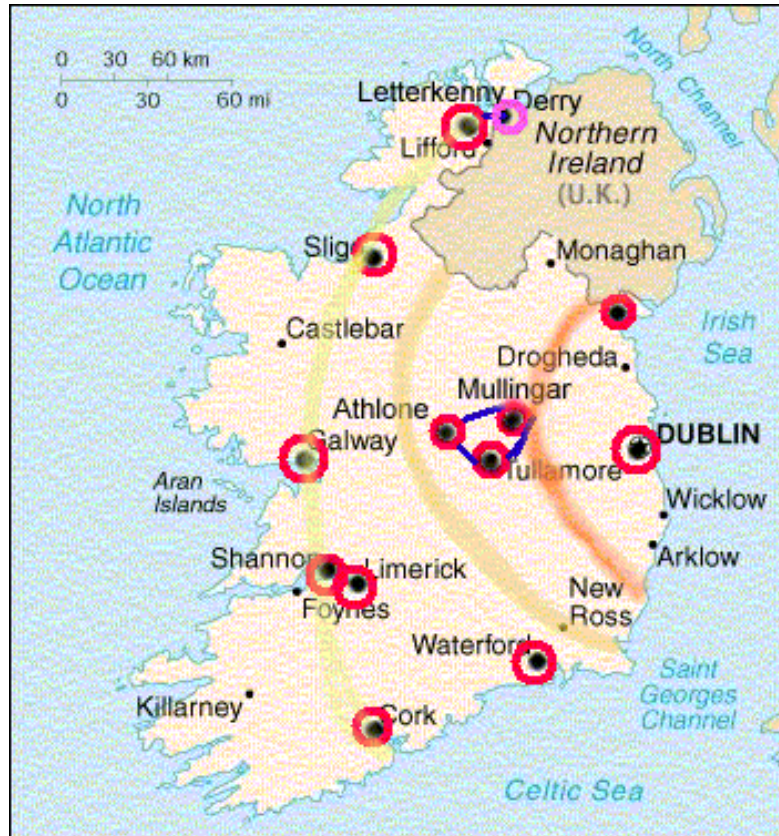 North Channel
0 30 60 km
0 30 60 mi
Letterkenny
Derry
Lifford
Northern
Ireland
(U.K.)
North
Atlantic
Ocean
Sligo
Monaghan
Castlebar
Irish
Sea
Drogheda
Mullingar
Athlone
Galway
DUBLIN
Tullamore
Aran
Islands
Wicklow
Shannon
Limerick
Arklow
Foynes
New
Ross
Waterford
Saint
Georges
Channel
Killarney
Cork
Celtic Sea